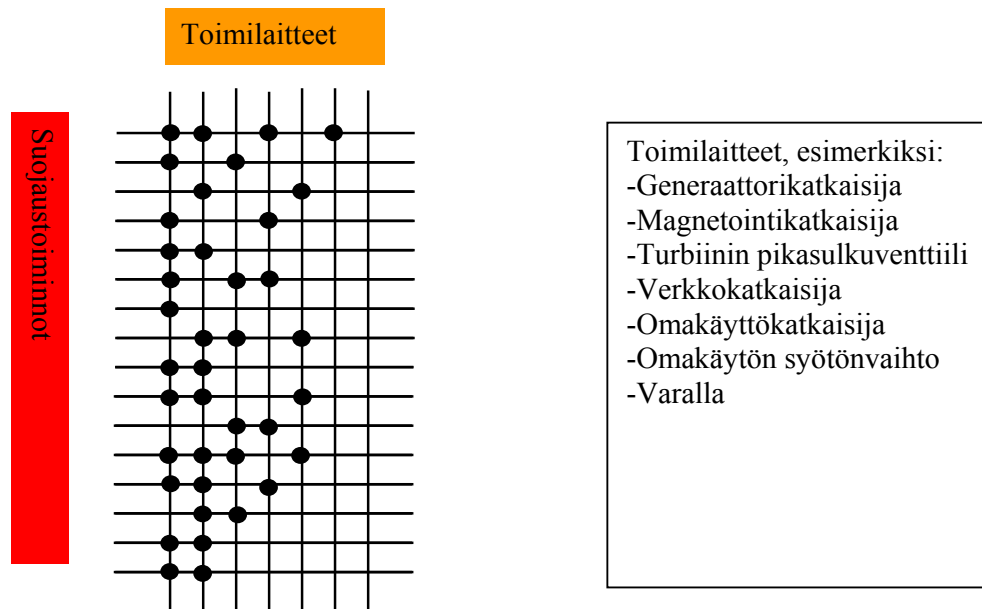 Toimilaitteet
Suojaustoiminnot
Toimilaitteet, esimerkiksi:
-Generaattorikatkaisija
-Magnetointikatkaisija
-Turbiinin pikasulkuventtiili
-Verkkokatkaisija
-Omakäyttökatkaisija
-Omakäytön syötönvaihto
-Varalla